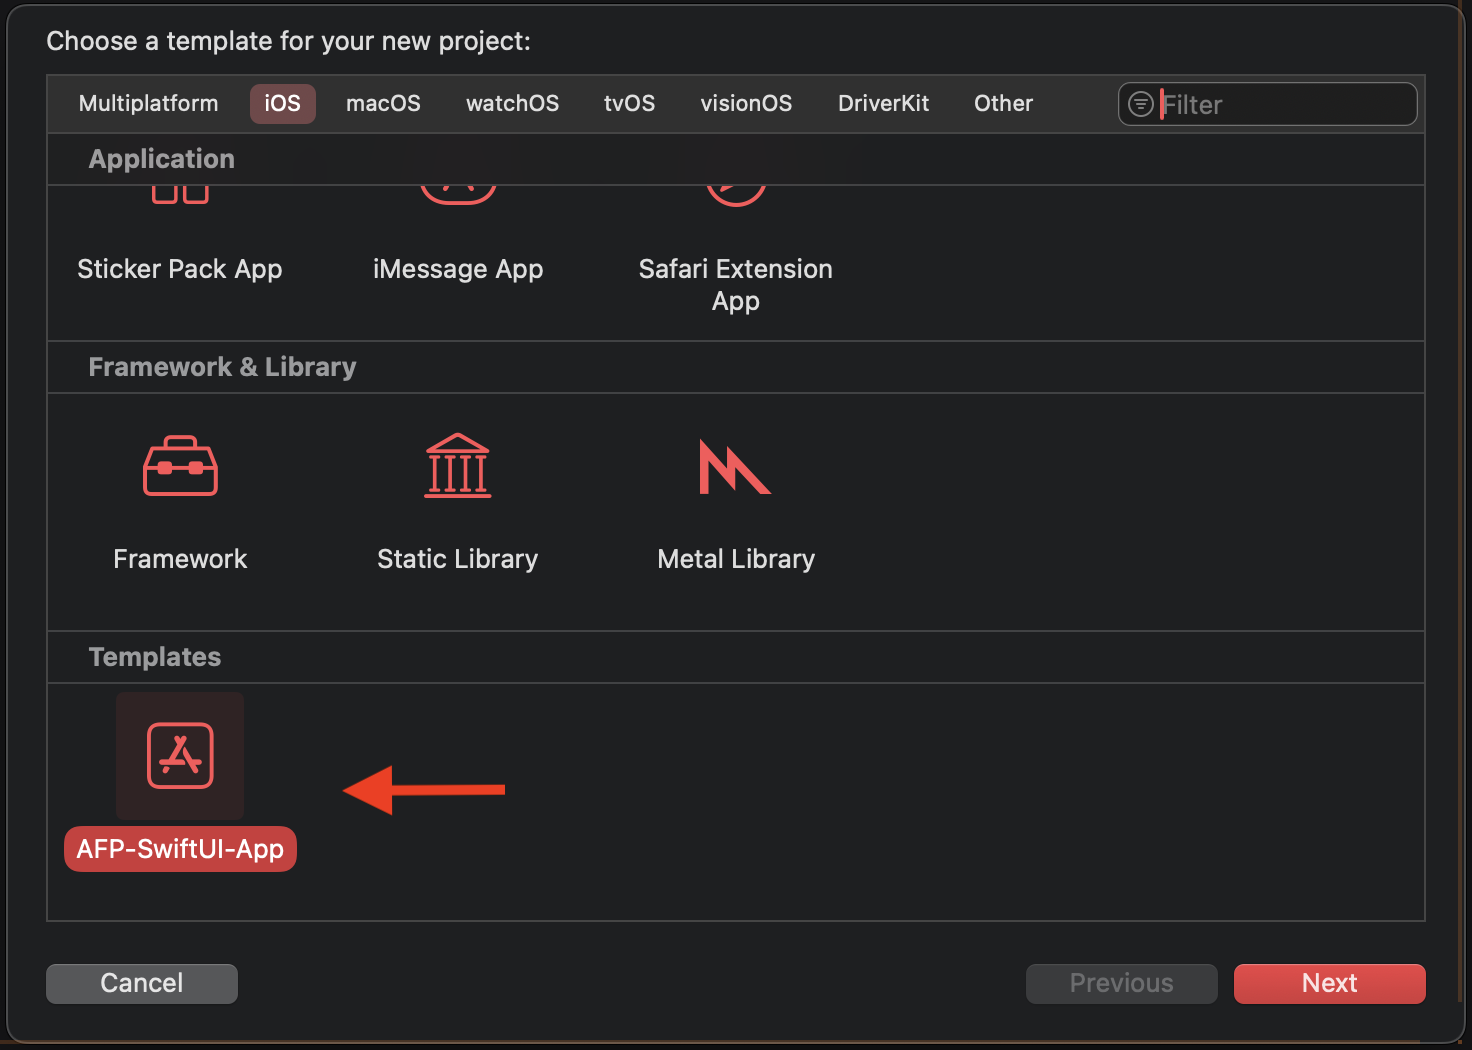 Choose a template for your new project:
Multiplatform iOS macOS watchOS tvOS visionOS DriverKit Other Filter
Application
Sticker Pack App iMessage App Safari Extension
App
Framework & Library
Framework Static Library Metal Library
Templates
AFP-SwiftUI-App
Cancel Previous Next